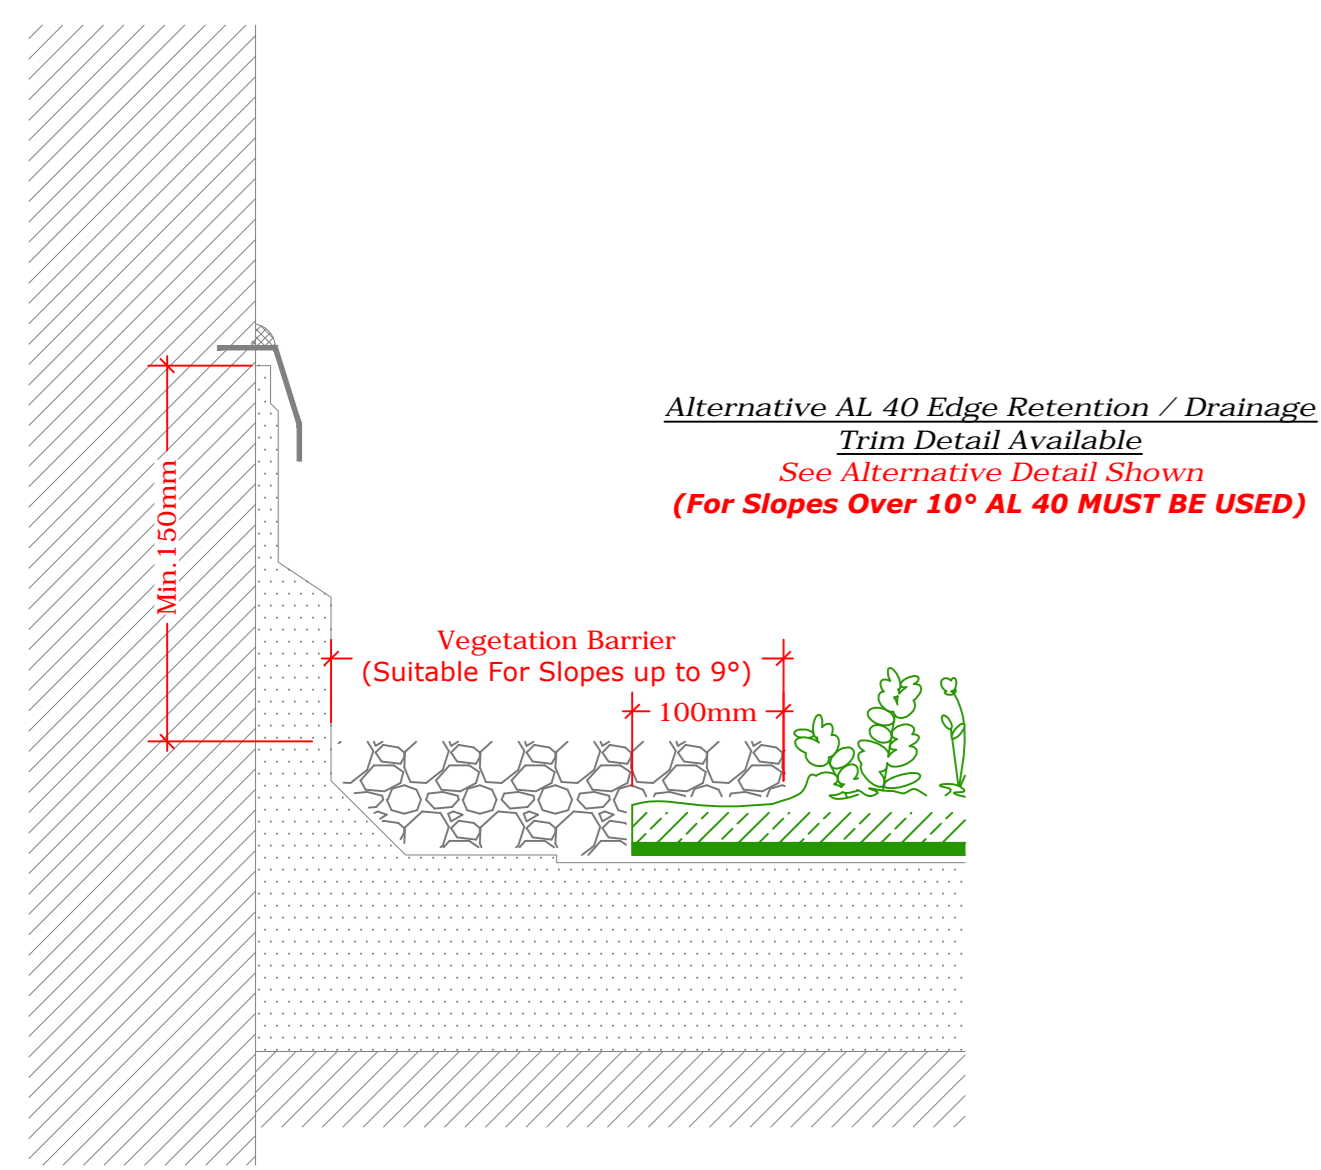 Alternative AL 40 Edge Retention / Drainage
Trim Detail Available
See Alternative Detail Shown
(For Slopes Over 10° AL 40 MUST BE USED)
Min.150mm
Vegetation Barrier
(Suitable For Slopes up to 9°)
100mm